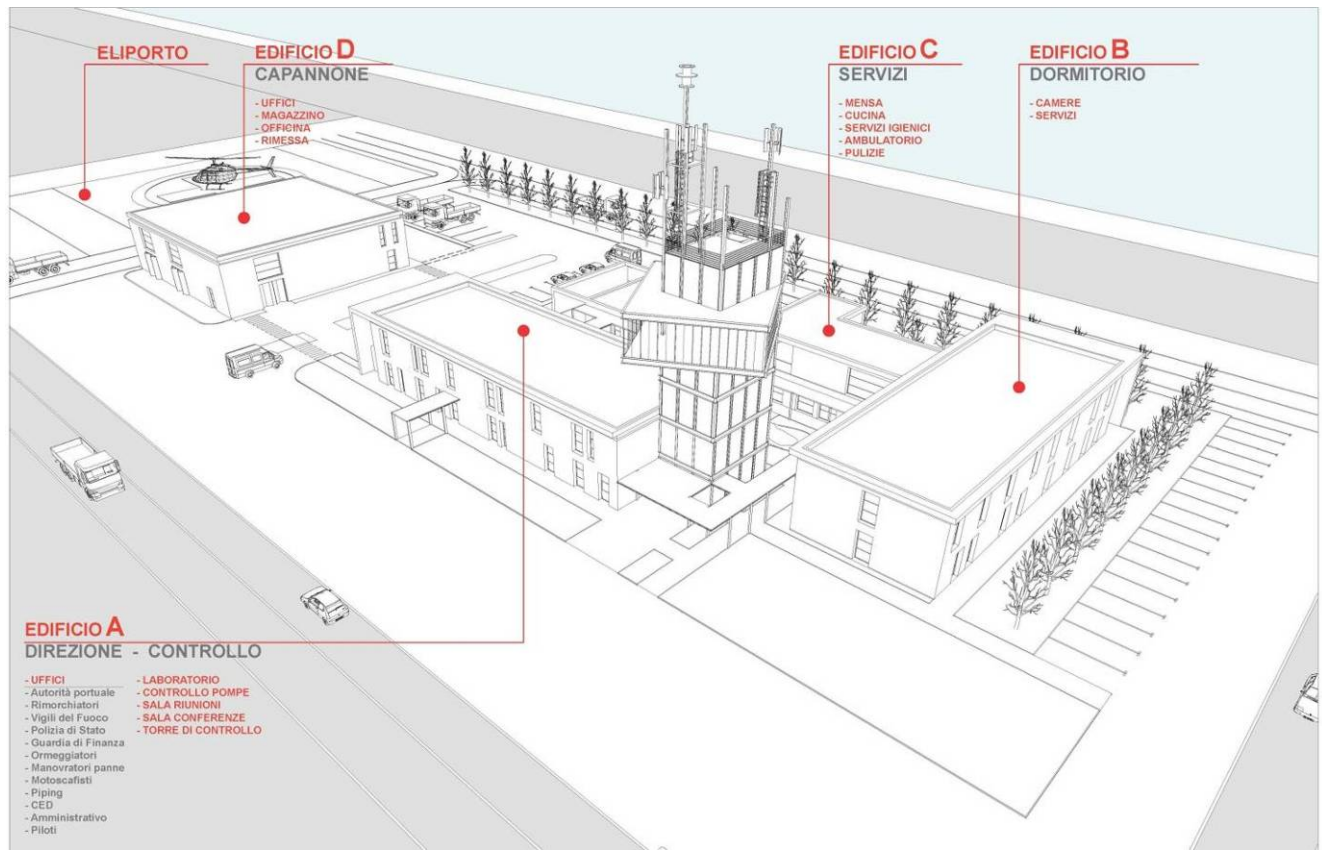 ELIPORTO
EDIFICIO D
CAPANNONE
- UFFICI
- MAGAZZINO
- OFFICINA
- RIMESSA
EDIFICIO C
SERVIZI
- MENSA
- CUCINA
- SERVIZI IGIENICI
- AMBULATORIO
- PULIZIE
EDIFICIO B
DORMITORIO
- CAMERE
- SERVIZI
EDIFICIO A
DIREZIONE - CONTROLLO
- UFFICI
- Autorità portuale
- Rimorchiatori
- Vigili del Fuoco
- Polizia di Stato
- Guardia di Finanza
- Ormeggiatori
- Manovratori panne
- Motoscafisti
- Piping
- CED
- Amministrativo
- Piloti
- LABORATORIO
- CONTROLLO POMPE
- SALA RIUNIONI
- SALA CONFERENZE
- TORRE DI CONTROLLO